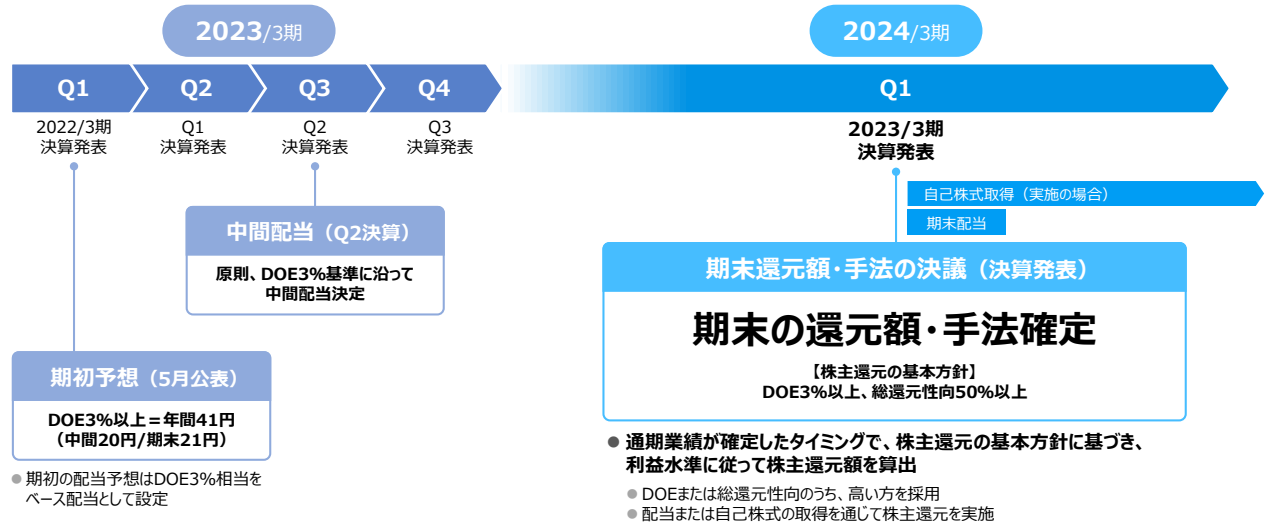 2023/3期
Q1
Q2
Q3
Q4
2022/3期
決算発表
Q1
決算発表
Q2
決算発表
Q3
決算発表
中間配当（Q2決算）
原則、DOE3%基準に沿って
中間配当決定
期初予想（5月公表）
DOE3%以上＝年間41円
（中間20円/期末21円）
● 期初の配当予想はDOE3%相当を
ベース配当として設定
2024/3期
Q1
2023/3期
決算発表
自己株式取得（実施の場合）
期末配当
期末還元額・手法の決議（決算発表）
期末の還元額・手法確定
【株主還元の基本方針】
DOE3%以上、総還元性向50%以上
● 通期業績が確定したタイミングで、株主還元の基本方針に基づき、
利益水準に従って株主還元額を算出
● DOEまたは総還元性向のうち、高い方を採用
● 配当または自己株式の取得を通じて株主還元を実施